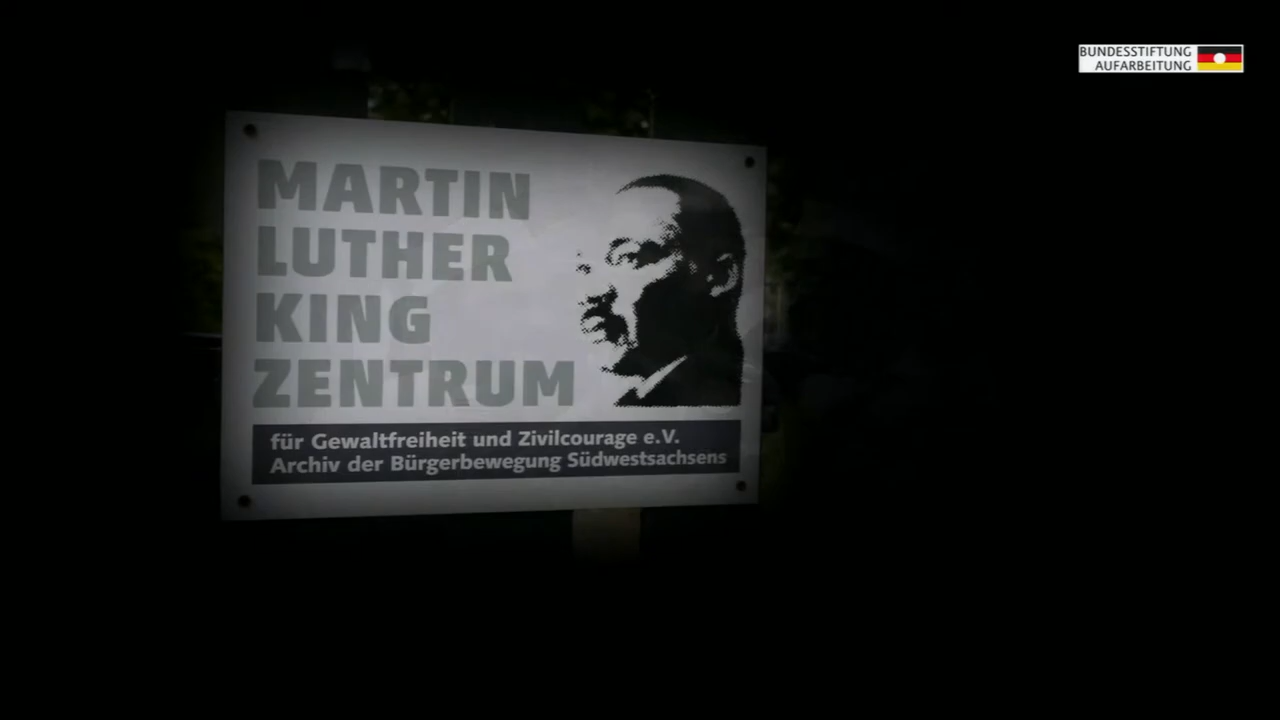 BUNDESSTIFTUNG
AUFARBEITUNG
MARTIN
LUTHER
KING
ZENTRUM
für Gewaltfreiheit und Zivilcourage e.V.
Archiv der Bürgerbewegung Südwestsachsens